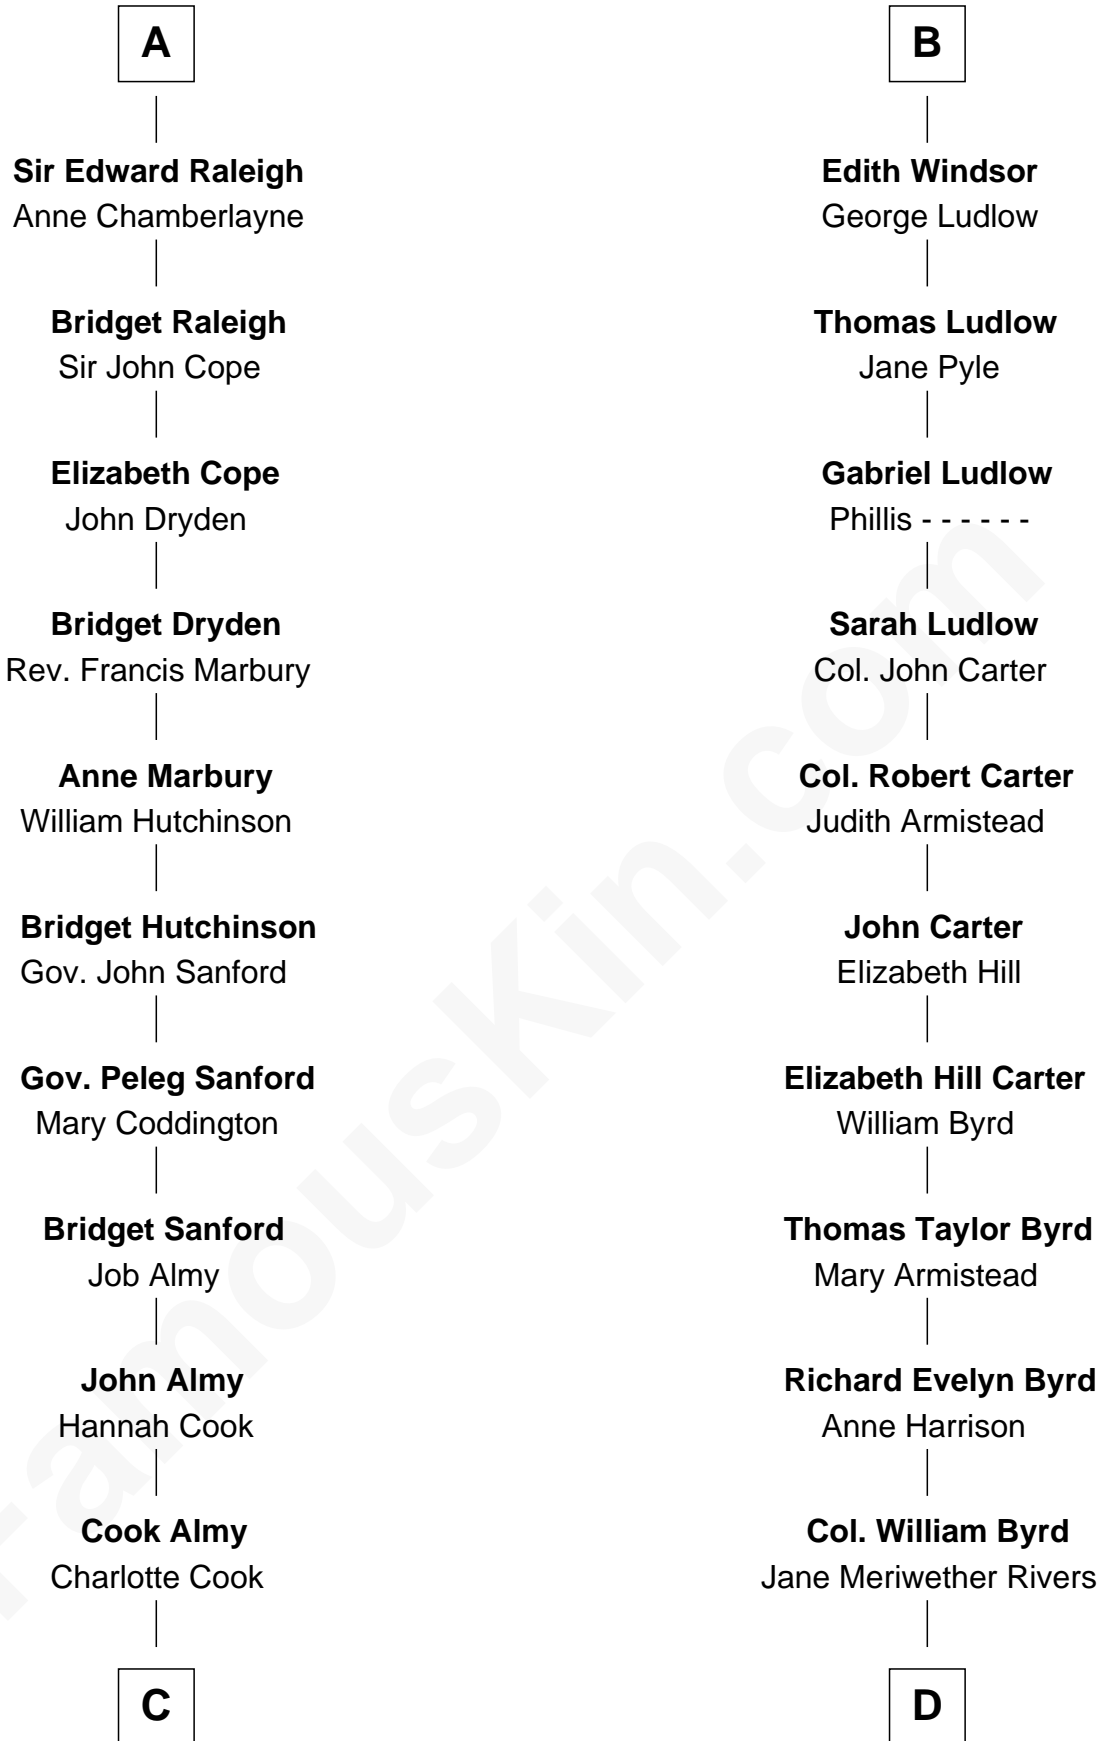 A
Sir Edward Raleigh
Anne Chamberlayne
Bridget Raleigh
Sir John Cope
Elizabeth Cope
John Dryden
Bridget Dryden
Rev. Francis Marbury
Anne Marbury
William Hutchinson
Bridget Hutchinson
Gov. John Sanford
Gov. Peleg Sanford
Mary Coddington
Bridget Sanford
Job Almy
John Almy
Hannah Cook
Cook Almy
Charlotte Cook
C
B
Edith Windsor
George Ludlow
Thomas Ludlow
Jane Pyle
Gabriel Ludlow
Phillis - - - - - -
Sarah Ludlow
Col. John Carter
Col. Robert Carter
Judith Armistead
John Carter
Elizabeth Hill
Elizabeth Hill Carter
William Byrd
Thomas Taylor Byrd
Mary Armistead
Richard Evelyn Byrd
Anne Harrison
Col. William Byrd
Jane Meriwether Rivers
D
FamousKin.com